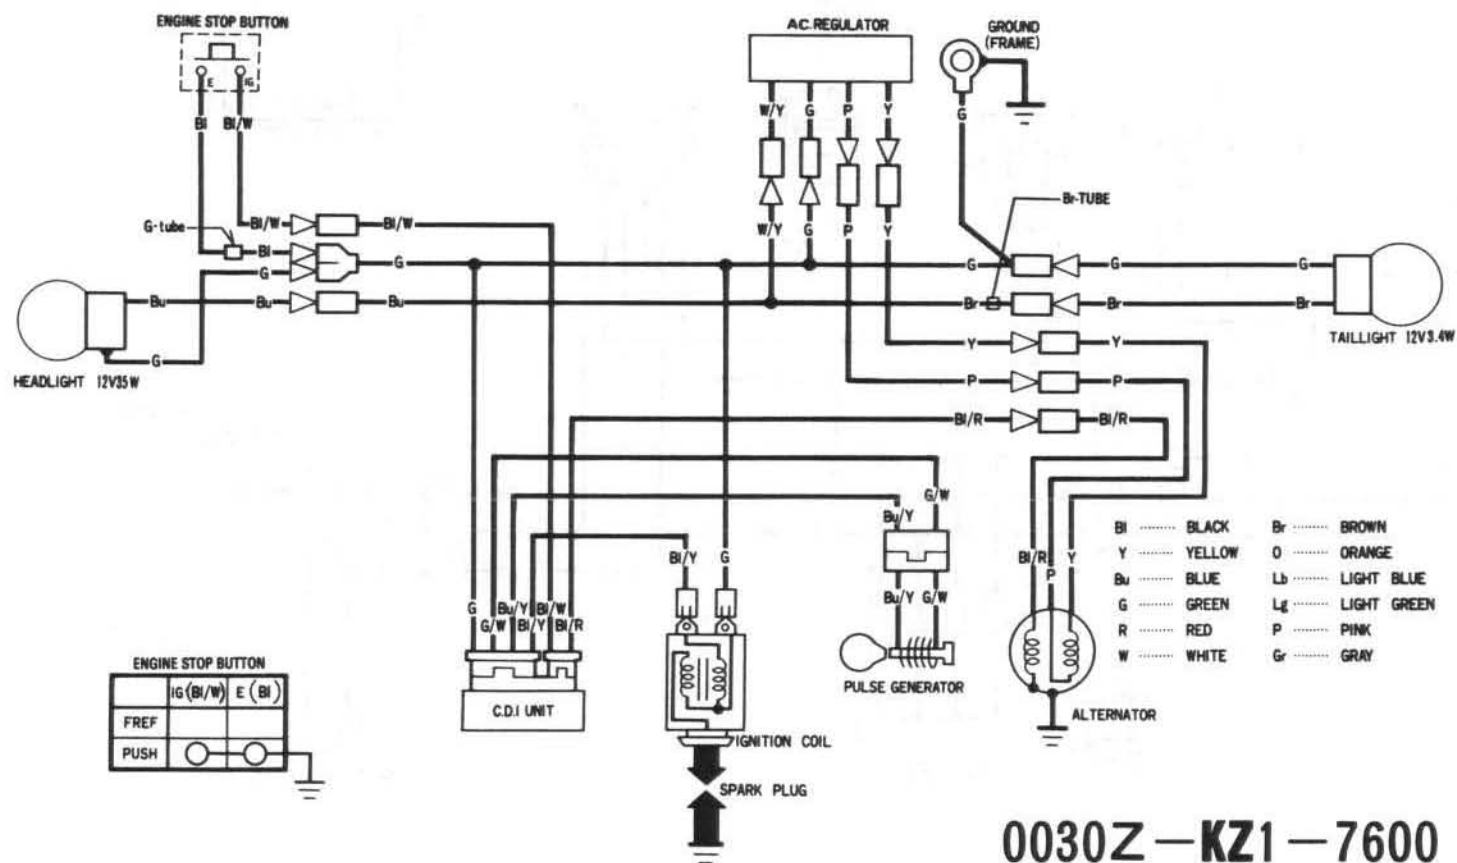 ENGINE STOP BUTTON
E IG
Bl Bl/W
A.C. REGULATOR
W/Y G P Y
GROUND
(FRAME)
G
Br-TUBE
W/Y G P Y
G-tube
Bl/W Bl/W
Bl
G G G G G
Bu Bu Bu Br Br Br
G
HEADLIGHT 12V35W
TAILLIGHT 12V3.4W
Y Y
P P
Bl/R Bl/R
G/W
Bu/Y
Bl/Y G
Bl/R P Y
G G/W Bu/Y Bl/Y Bl/W Bl/R
Bu/Y G/W
C.D.I UNIT
IGNITION COIL
SPARK PLUG
PULSE GENERATOR
ALTERNATOR
Bl ........ BLACK
Y ........ YELLOW
Bu ........ BLUE
G ........ GREEN
R ........ RED
W ........ WHITE
Br ........ BROWN
O ........ ORANGE
Lb ........ LIGHT BLUE
Lg ........ LIGHT GREEN
P ........ PINK
Gr ........ GRAY
ENGINE STOP BUTTON
IG (Bl/W) E (Bl)
FREF
PUSH
0030Z-KZ1-7600